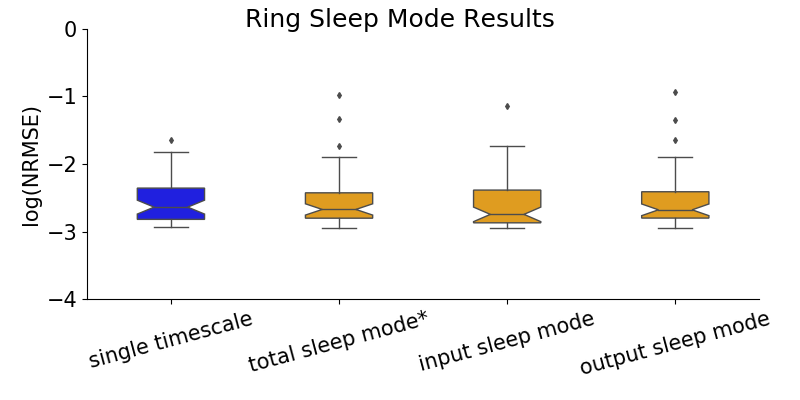 Ring Sleep Mode Results
log(NRMSE)
0
−1
−2
−3
−4
single timescale
total sleep mode*
input sleep mode
output sleep mode